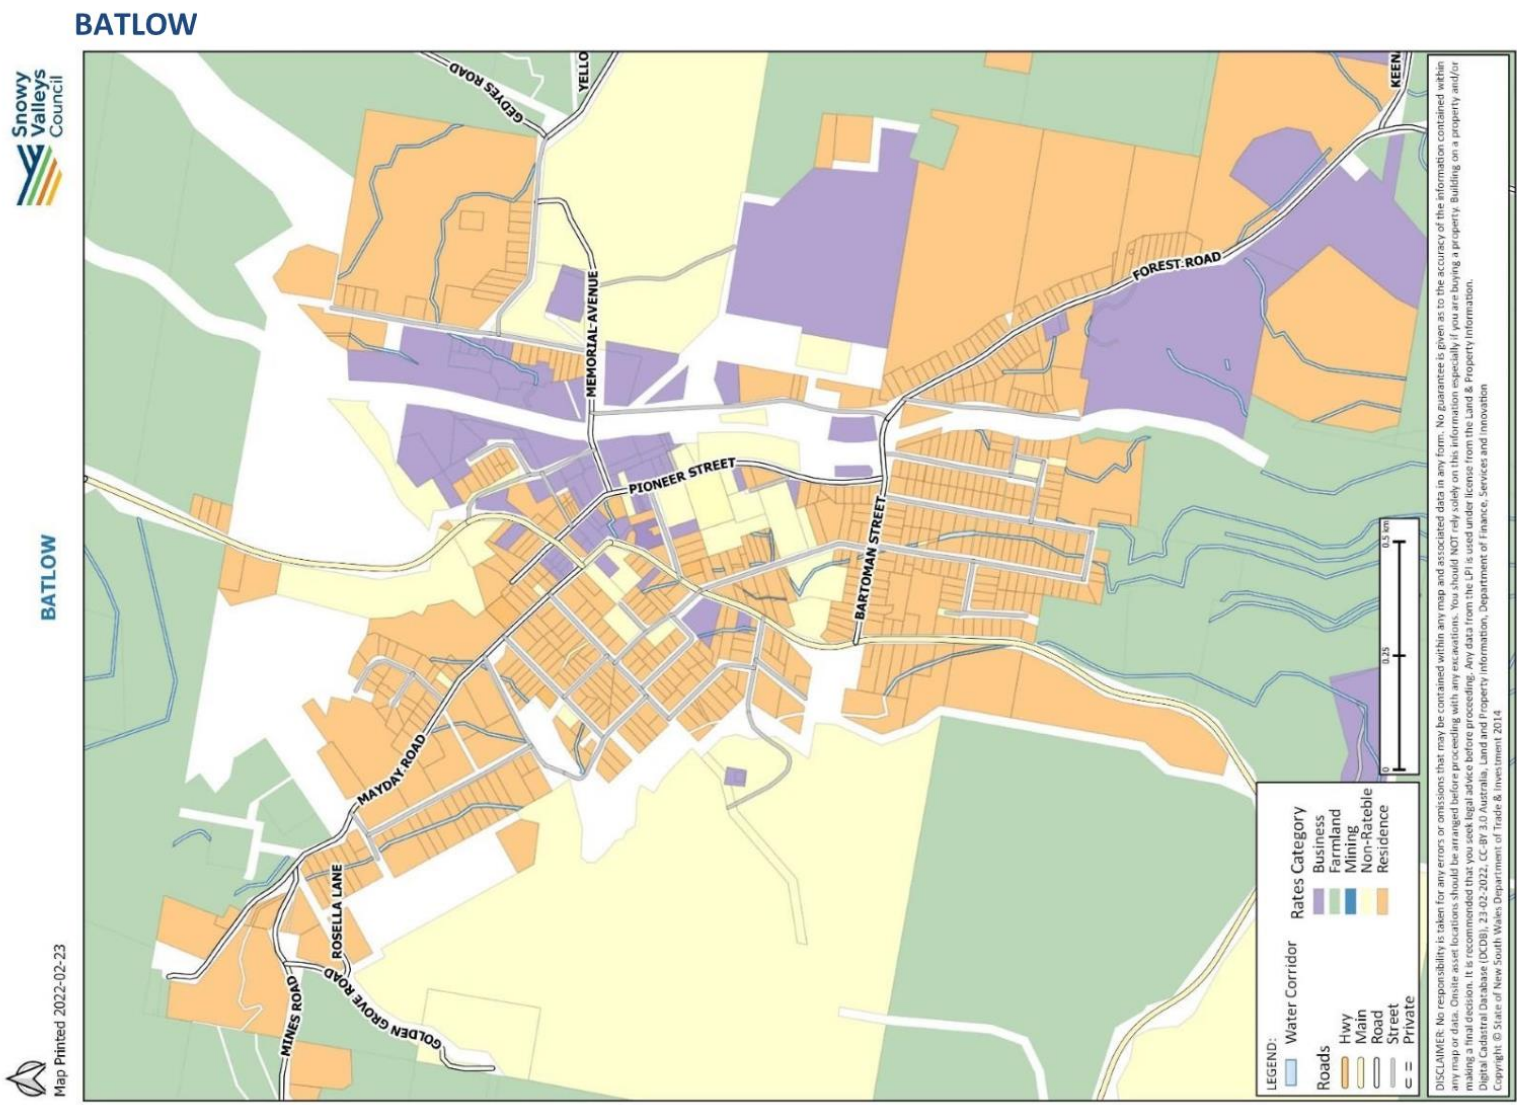 BATLOW
Snowy
Valleys
Council
BATLOW
Map Printed 2022-02-23
GEDYES ROAD
YELLO
KEEN
MEMORIAL AVENUE
FOREST ROAD
PIONEER STREET
BARTOMAN STREET
MAYDAY ROAD
ROSELLA LANE
GOLDEN GROVE ROAD
MINES ROAD
LEGEND:
Water Corridor
Roads
Hwy
Main
Road
Street
Private
Rates Category
Business
Farmland
Mining
Non-Rateble
Residence
0
0.25
0.5 km
DISCLAIMER: No responsibility is taken for any errors or omissions that may be contained within any map and associated data in any form. No guarantee is given as to the accuracy of the information contained within
any map or data. Onsite asset locations should be arranged before proceeding with any excavations. You should NOT rely solely on this information especially if you are buying a property. Building on a property and/or
making a final decision. It is recommended that you seek legal advice before proceeding. Any data from the LPI is used under license from the Land & Property Information.
Digital Cadastral Database (DCDB), 23-02-2022, CC-BY 3.0 Australia, Land and Property Information, Department of Finance, Services and Innovation
Copyright © State of New South Wales Department of Trade & Investment 2014